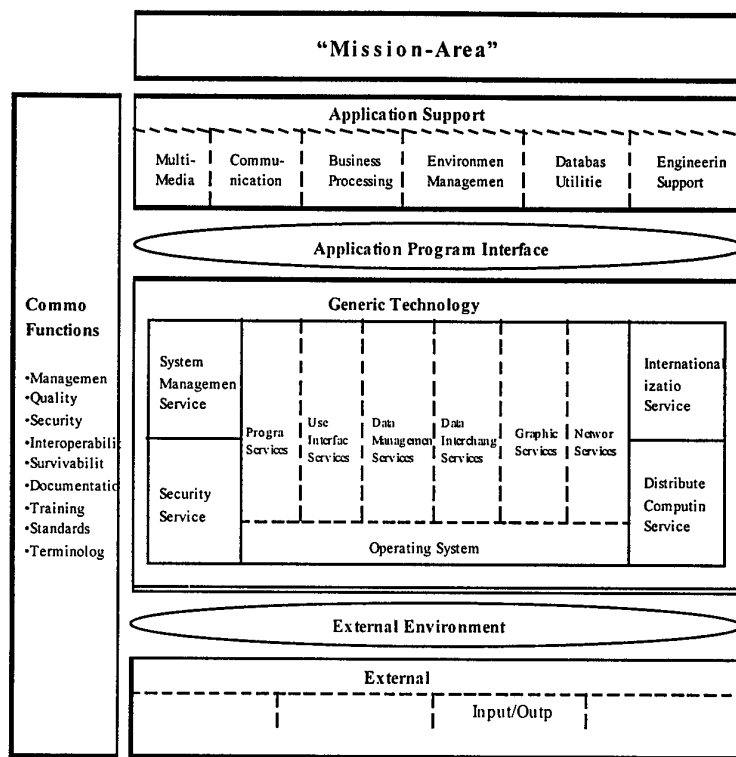 “Mission-Area”
Application Support
Multi-
Media
Commu-
nication
Business
Processing
Environmen
Managemen
Databas
Utilitie
Engineerin
Support
Application Program Interface
Commo
Functions
•Managemen
•Quality
•Security
•Interoperabilit
•Survivabilit
•Documentatio
•Training
•Standards
•Terminolog
Generic Technology
System
Managemen
Service
Security
Service
Progra
Services
Use
Interfac
Services
Data
Managemen
Services
Data
Interchang
Services
Graphic
Services
Networ
Services
International
izatio
Service
Distribute
Computin
Service
Operating System
External Environment
External
Input/Outp